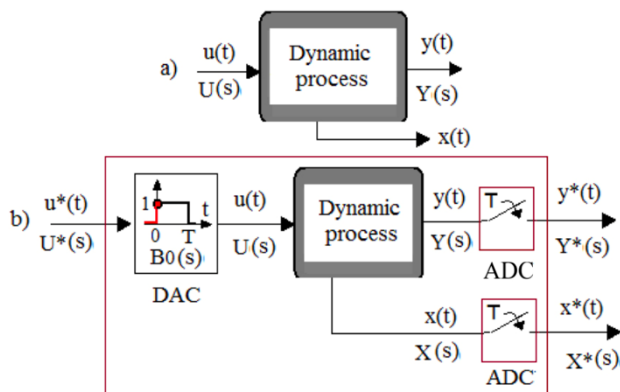 a)
u(t)
U(s)
Dynamic
process
y(t)
Y(s)
x(t)
b)
u*(t)
U*(s)
1
t
0 T
B0(s)
DAC
u(t)
U(s)
Dynamic
process
y(t)
Y(s)
T
ADC
y*(t)
Y*(s)
x(t)
X(s)
T
ADC
x*(t)
X*(s)